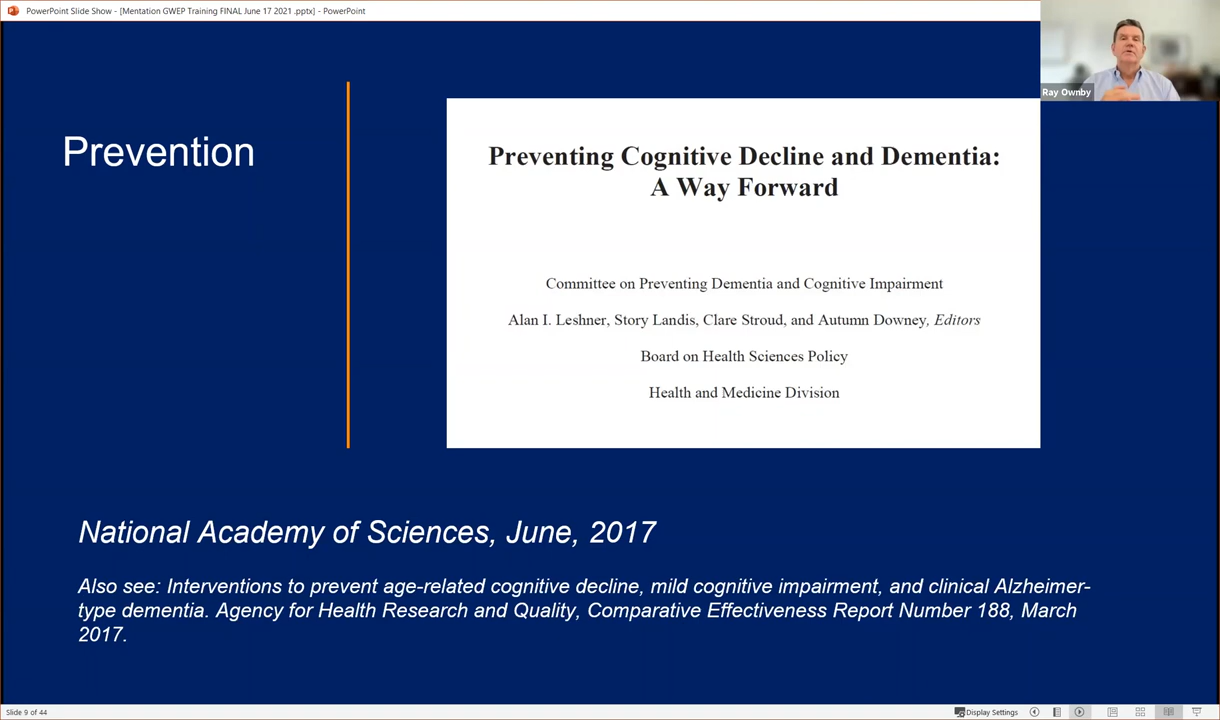 PowerPoint Slide Show - [Mentation GWEP Training FINAL June 17 2021 .pptx] - PowerPoint
Ray Ownby
Prevention
Preventing Cognitive Decline and Dementia:
A Way Forward
Committee on Preventing Dementia and Cognitive Impairment
Alan I. Leshner, Story Landis, Clare Stroud, and Autumn Downey, Editors
Board on Health Sciences Policy
Health and Medicine Division
National Academy of Sciences, June, 2017
Also see: Interventions to prevent age-related cognitive decline, mild cognitive impairment, and clinical Alzheimer-
type dementia. Agency for Health Research and Quality, Comparative Effectiveness Report Number 188, March
2017.
Slide 9 of 44
Display Settings